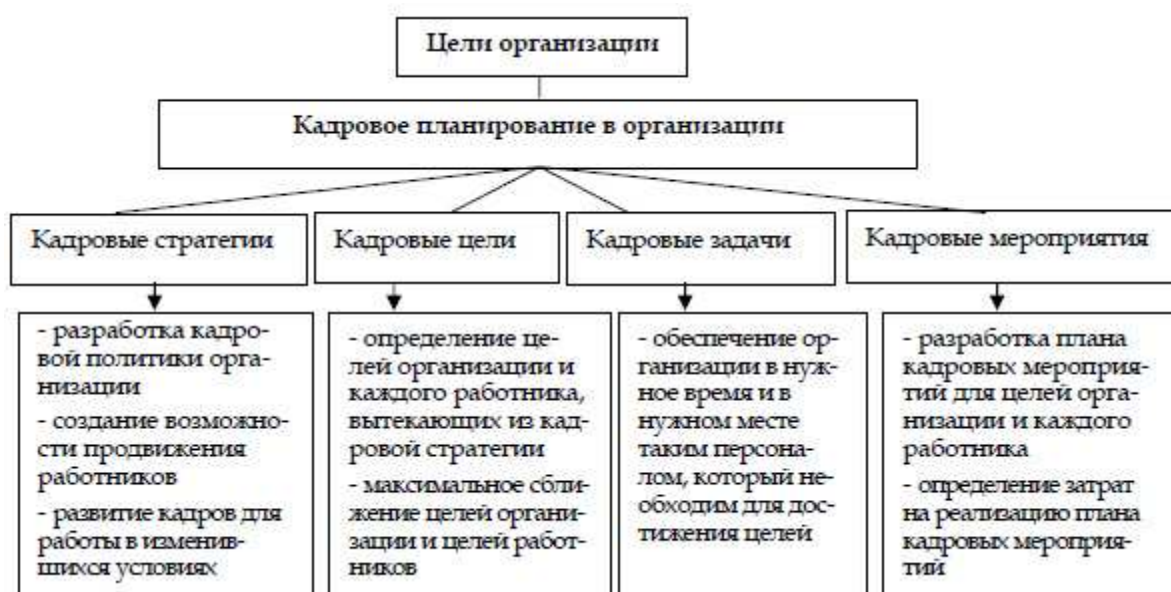 Цели организации
Кадровое планирование в организации
Кадровые стратегии
Кадровые цели
Кадровые задачи
Кадровые мероприятия
- разработка кадро-
вой политики орга-
низации
- создание возможно-
сти продвижения
работников
- развитие кадров для
работы в изменив-
шихся условиях
- определение це-
лей организации и
каждого работника,
вытекающих из кад-
ровой стратегии
- максимальное сбли-
жение целей органи-
зации и целей работ-
ников
- обеспечение ор-
ганизации в нуж-
ное время и в
нужном месте
таким персона-
лом, который не-
обходим для дос-
тижения целей
- разработка плана
кадровых мероприя-
тий для целей орга-
низации и каждого
работника
- определение затрат
на реализацию плана
кадровых мероприя-
тий